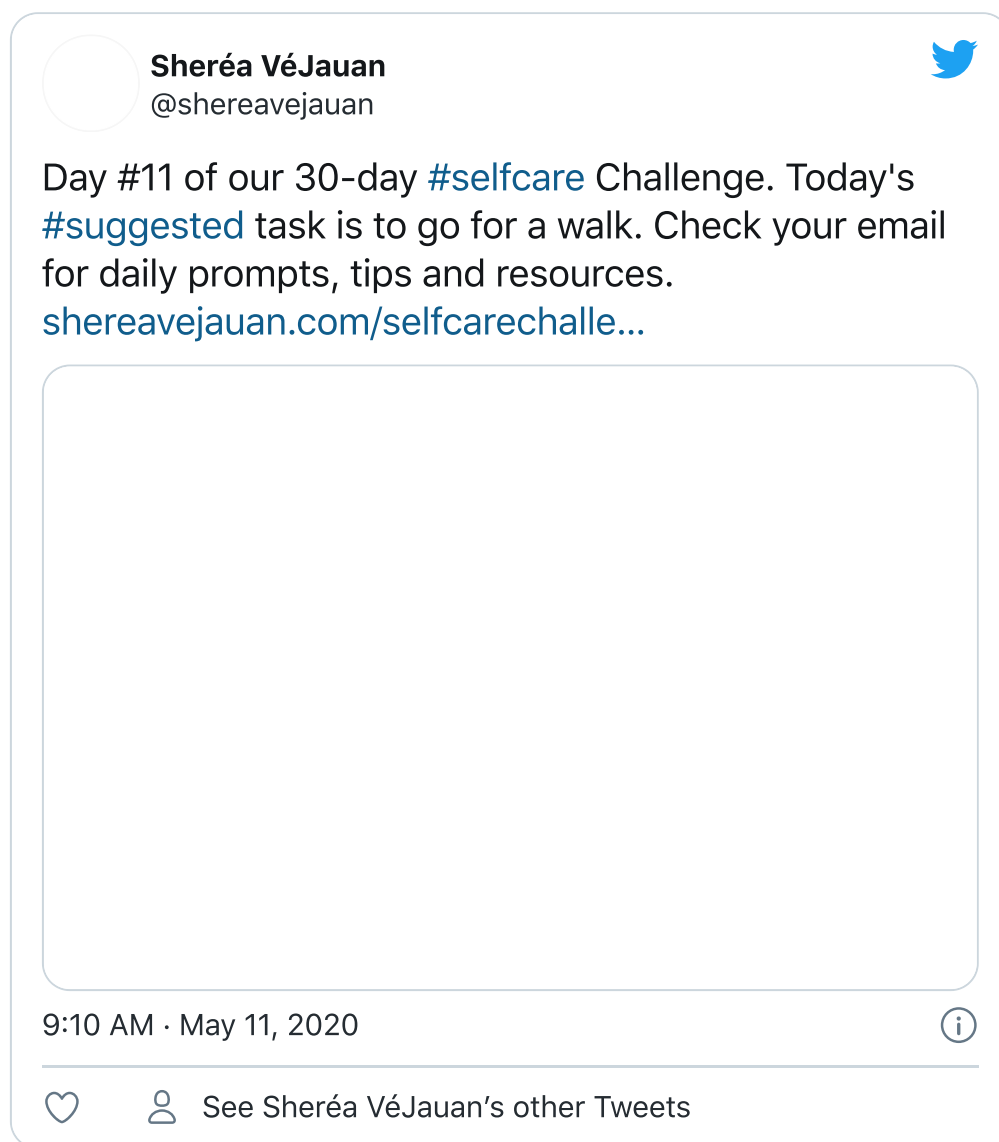 Sheréa VéJauan
@shereavejauan
Day #11 of our 30-day #selfcare Challenge. Today's
#suggested task is to go for a walk. Check your email
for daily prompts, tips and resources.
shereavejauan.com/selfcarechalle...
9:10 AM · May 11, 2020
See Sheréa VéJauan’s other Tweets